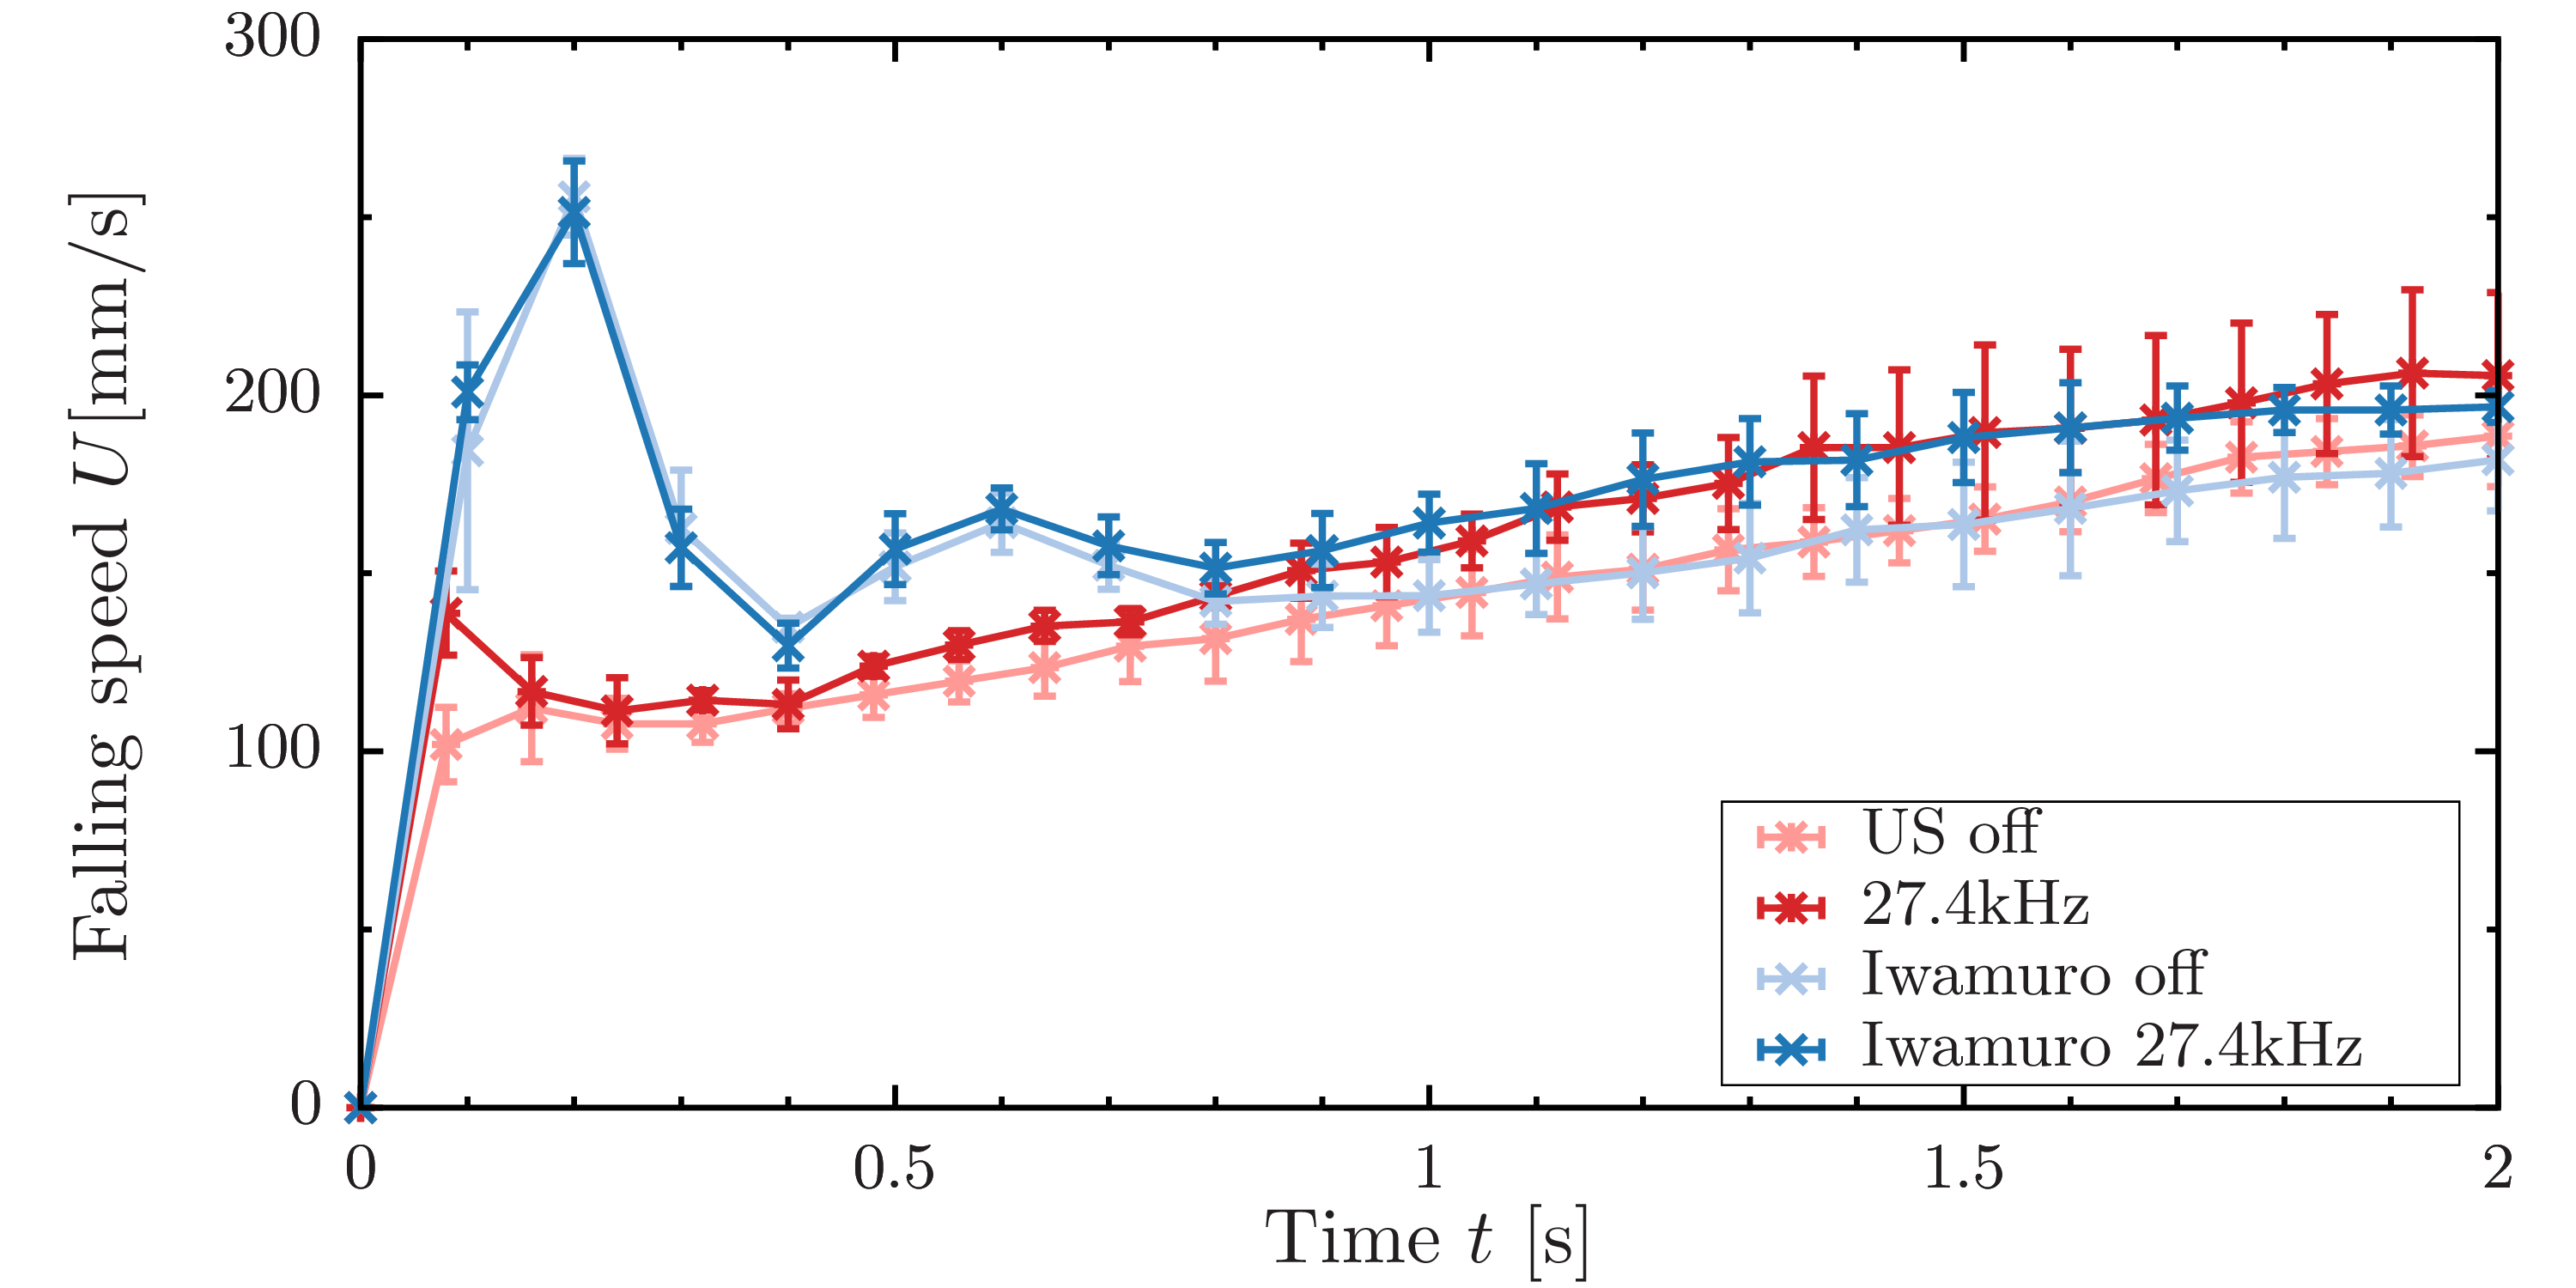 300
200
100
0
Falling speed U[mm/s]
0 0.5 1 1.5 2
Time t [s]
US off
27.4kHz
Iwamuro off
Iwamuro 27.4kHz